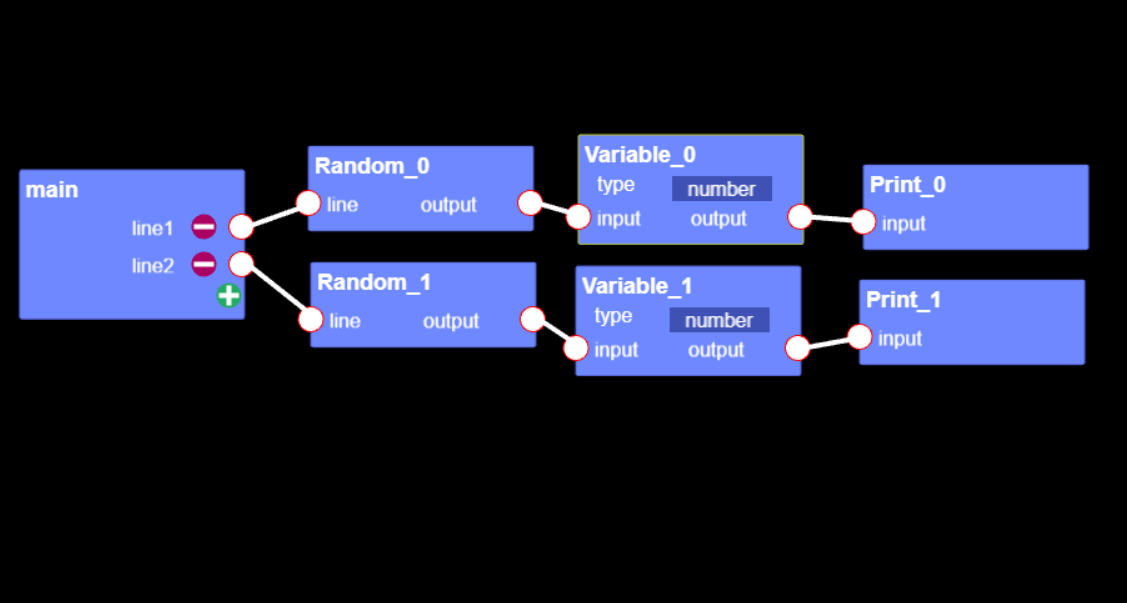 main
line1
line2
Random_0
line output
Variable_0
type number
input output
Print_0
input
Random_1
line output
Variable_1
type number
input output
Print_1
input